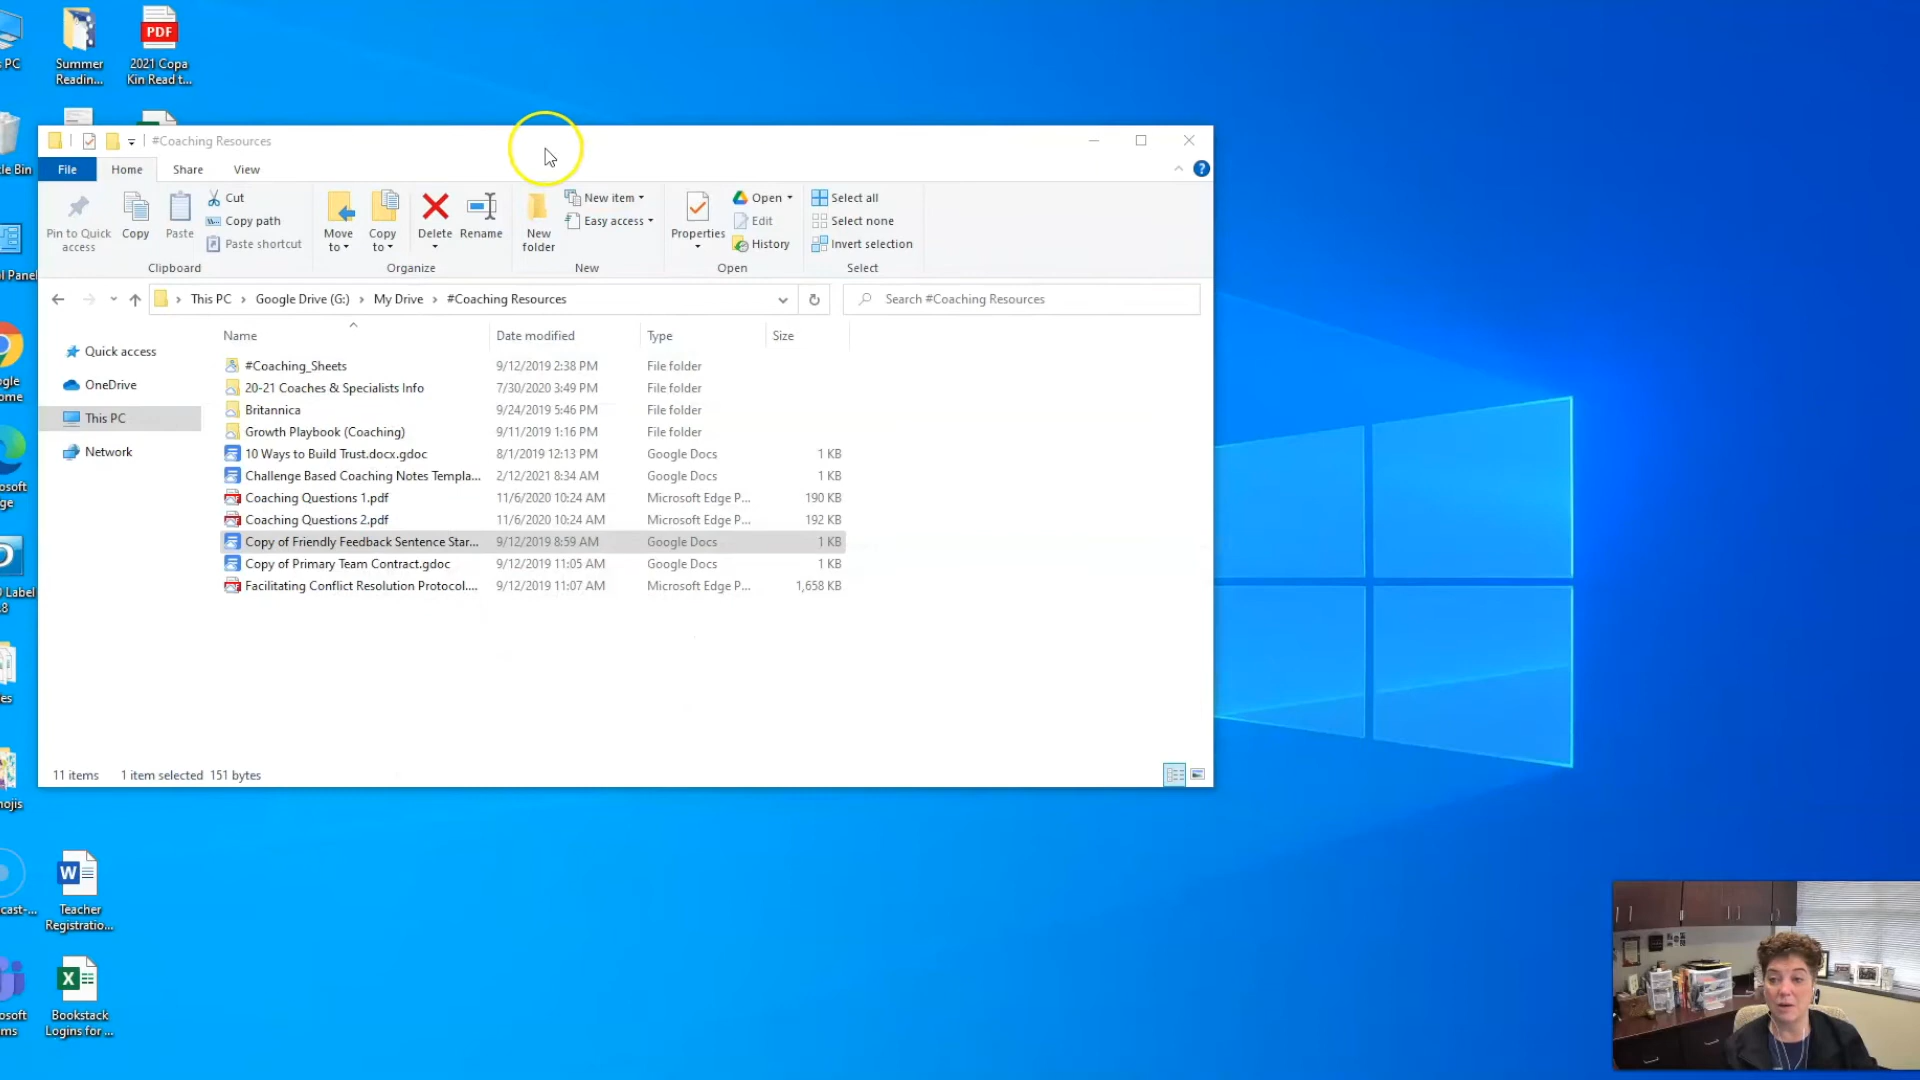 PC
Summer
Readin...
PDF
2021 Copa
Kin Read t...
#Coaching Resources
File
Home
Share
View
Pin to Quick
access
Copy
Paste
Cut
Copy path
Paste shortcut
Clipboard
Move
to
Copy
to
Delete
Rename
Organize
New
folder
New item
Easy access
New
Properties
Open
Edit
History
Open
Select all
Select none
Invert selection
Select
This PC > Google Drive (G:) > My Drive > #Coaching Resources
Search #Coaching Resources
Quick access
OneDrive
This PC
Network
Name Date modified Type Size
#Coaching_Sheets 9/12/2019 2:38 PM File folder
20-21 Coaches & Specialists Info 7/30/2020 3:49 PM File folder
Britannica 9/24/2019 5:46 PM File folder
Growth Playbook (Coaching) 9/11/2019 1:16 PM File folder
10 Ways to Build Trust.docx.gdoc 8/1/2019 12:13 PM Google Docs 1 KB
Challenge Based Coaching Notes Templa... 2/12/2021 8:34 AM Google Docs 1 KB
Coaching Questions 1.pdf 11/6/2020 10:24 AM Microsoft Edge P... 190 KB
Coaching Questions 2.pdf 11/6/2020 10:24 AM Microsoft Edge P... 192 KB
Copy of Friendly Feedback Sentence Star... 9/12/2019 8:59 AM Google Docs 1 KB
Copy of Primary Team Contract.gdoc 9/12/2019 11:05 AM Google Docs 1 KB
Facilitating Conflict Resolution Protocol.... 9/12/2019 11:07 AM Microsoft Edge P... 1,658 KB
11 items 1 item selected 151 bytes
cle Bin
l Panel
gle
ome
osoft
ge
O Label
.8
es
ojis
cast-...
W
Teacher
Registratio...
X
Bookstack
Logins for ...
osoft
ms